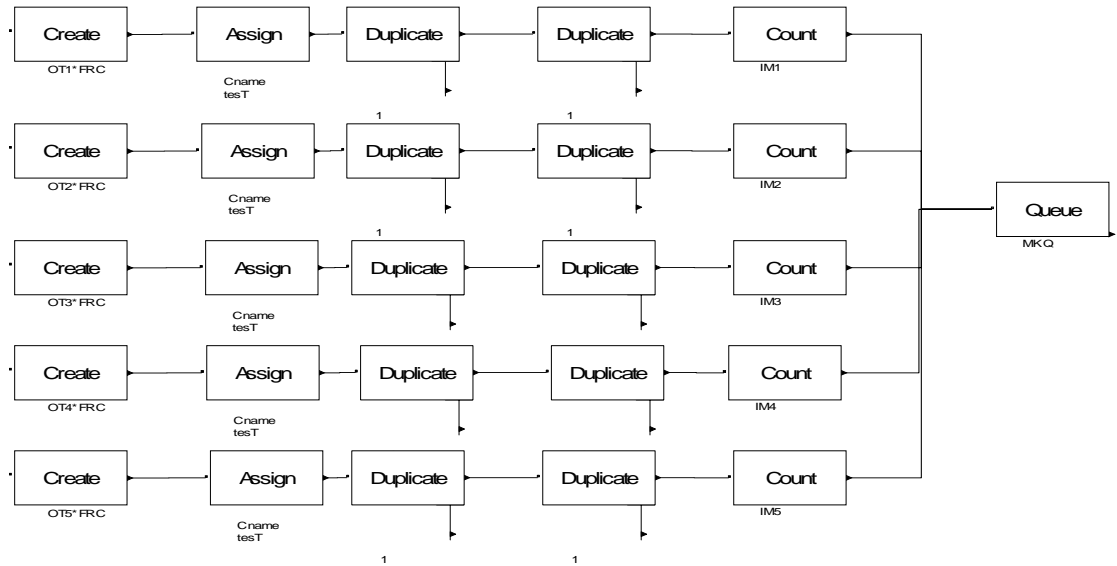 Create Assign Duplicate Duplicate Count
OT1*FRC IM1
Cname
tesT
1 1
Create Assign Duplicate Duplicate Count
OT2*FRC IM2
Cname
tesT
Queue
MKQ
1 1
Create Assign Duplicate Duplicate Count
OT3*FRC IM3
Cname
tesT
Create Assign Duplicate Duplicate Count
OT4*FRC IM4
Cname
tesT
Create Assign Duplicate Duplicate Count
OT5*FRC IM5
Cname
tesT
1 1